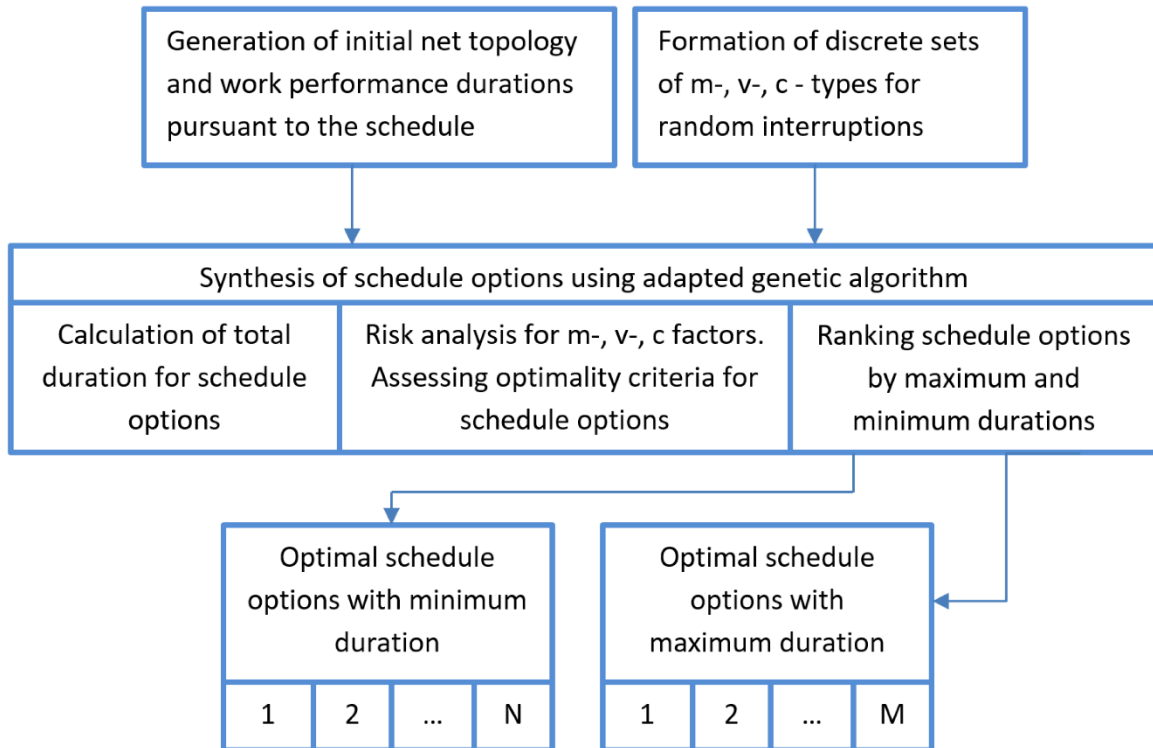 Generation of initial net topology
and work performance durations
pursuant to the schedule
Formation of discrete sets
of m-, v-, c - types for
random interruptions
Synthesis of schedule options using adapted genetic algorithm
Calculation of total
duration for schedule
options
Risk analysis for m-, v-, c factors.
Assessing optimality criteria for
schedule options
Ranking schedule options
by maximum and
minimum durations
Optimal schedule
options with minimum
duration
1 2 ... N
Optimal schedule
options with
maximum duration
1 2 ... M